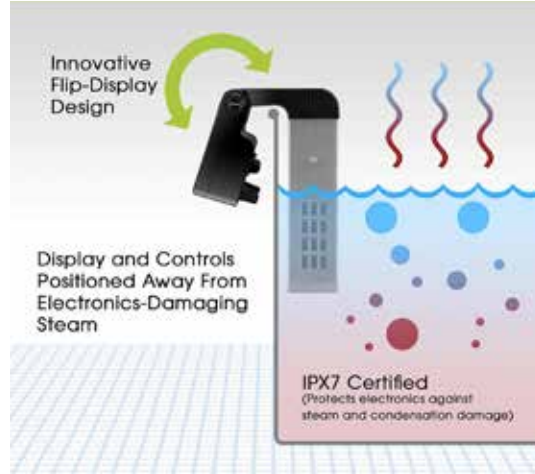 Innovative
Flip-Display
Design
Display and Controls
Positioned Away From
Electronics-Damaging
Steam
IPX7 Certified
(Protects electronics against
steam and condensation damage)